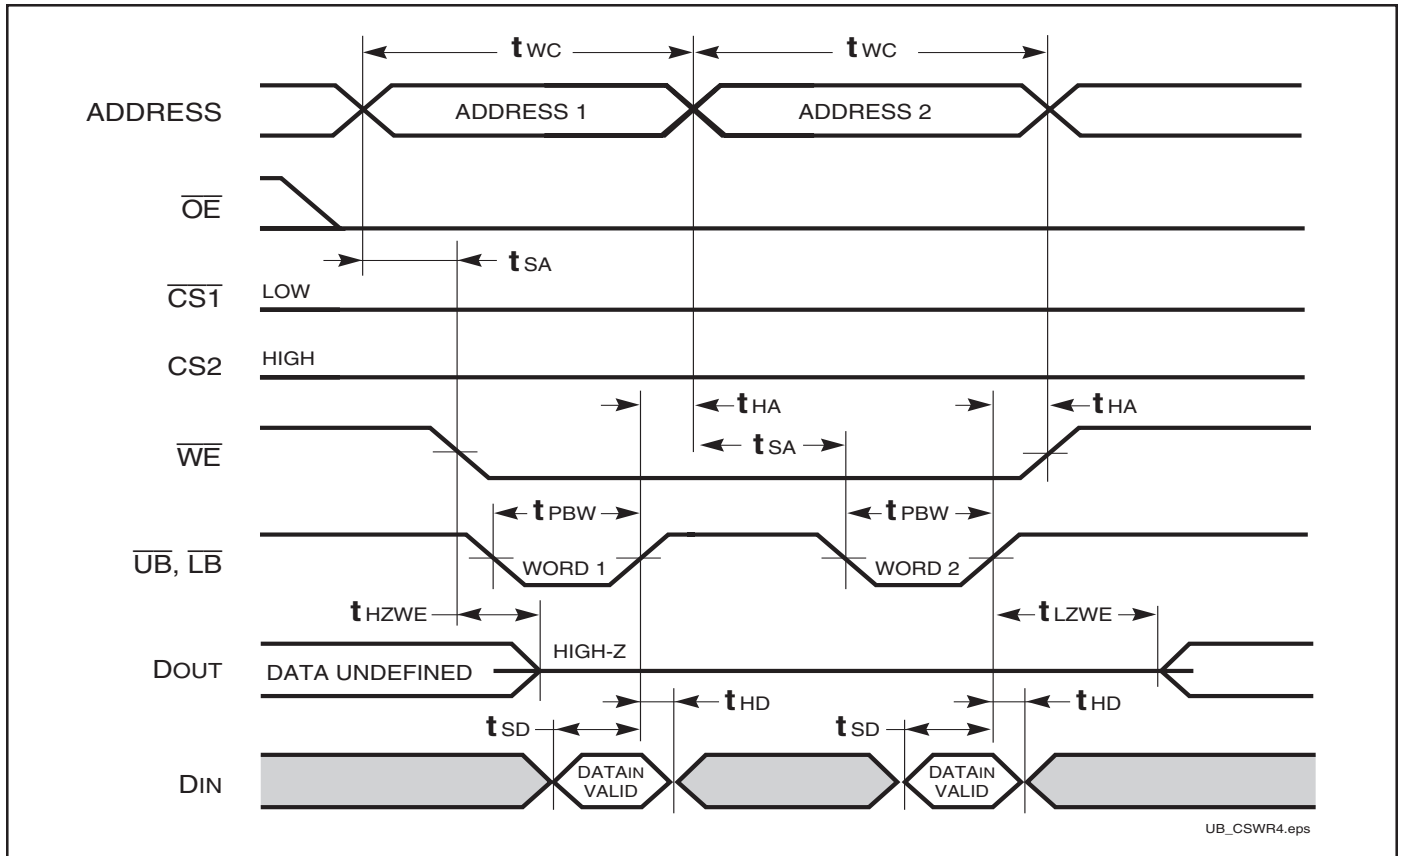 tWC tWC
ADDRESS ADDRESS 1 ADDRESS 2
OE
tSA
CS1 LOW
CS2 HIGH
tHA tHA
WE tSA
tPBW tPBW
UB, LB WORD 1 WORD 2
tHZWE tLZWE
DOUT DATA UNDEFINED HIGH-Z
tHD tHD
tSD tSD
DIN DATAIN VALID DATAIN VALID
UB_CSWR4.eps